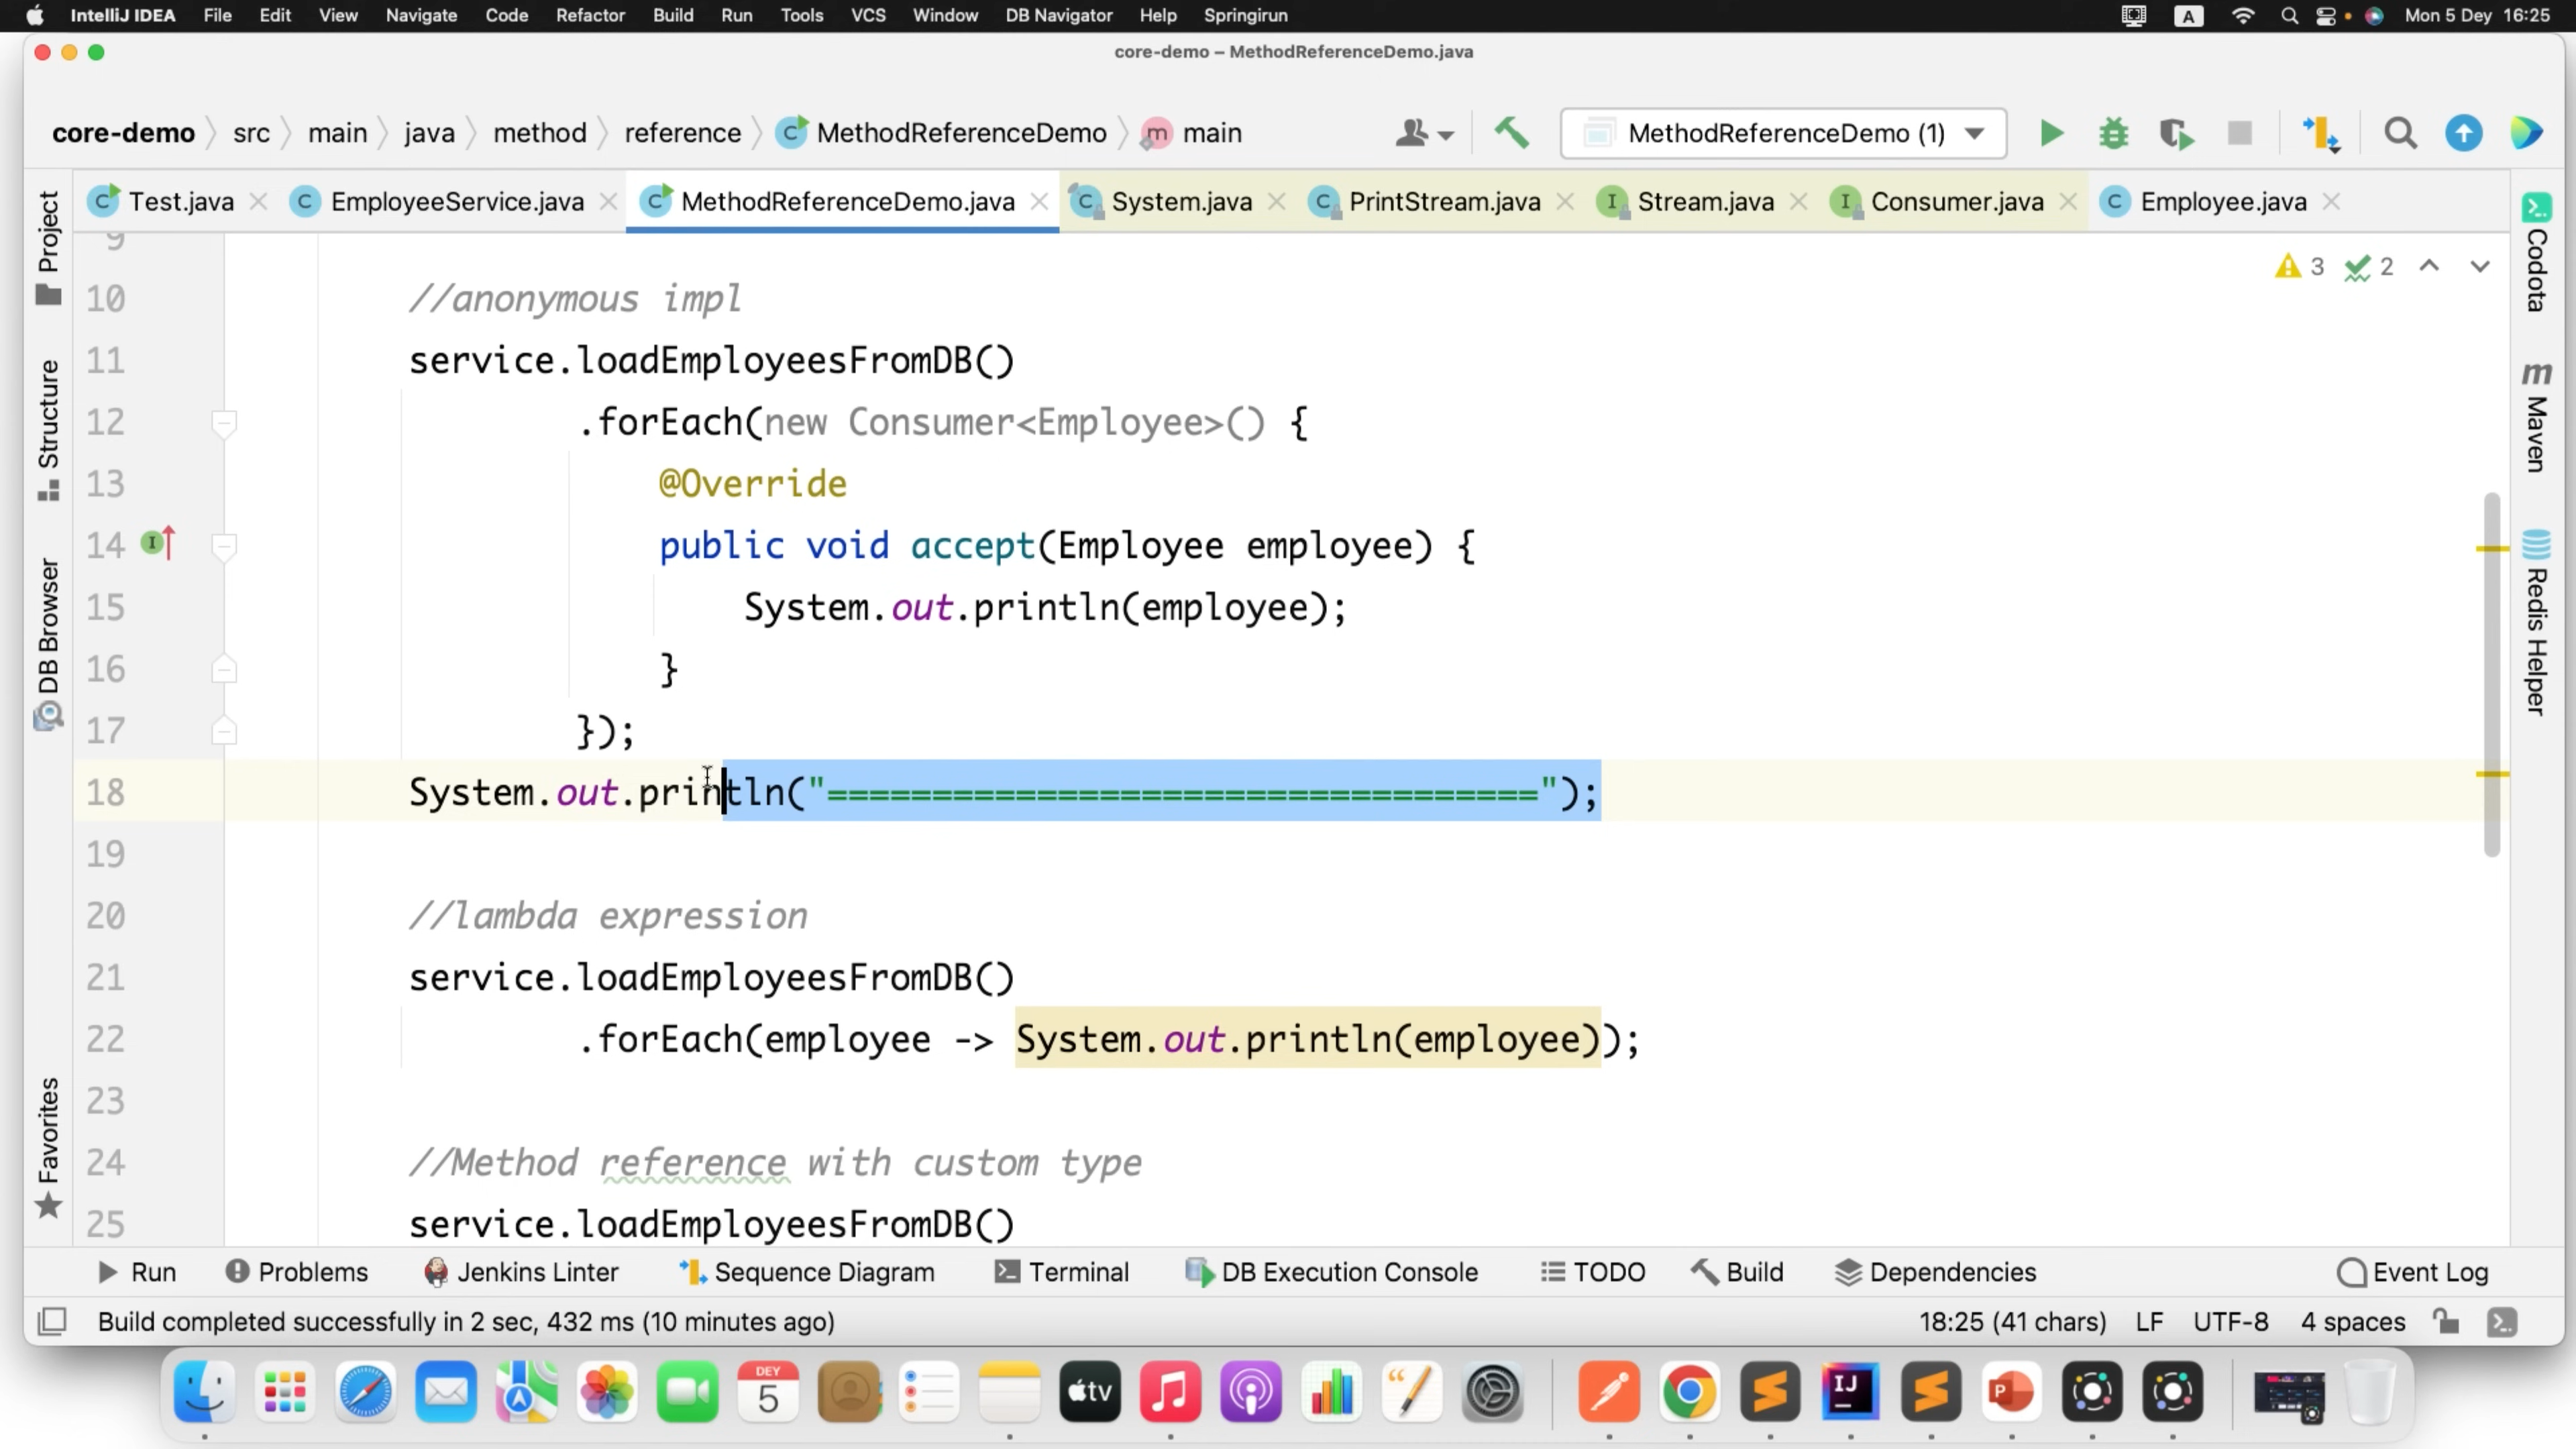 IntelliJ IDEA File Edit View Navigate Code Refactor Build Run Tools VCS Window DB Navigator Help Springirun A Mon 5 Dey 16:25
core-demo – MethodReferenceDemo.java
core-demo src main java method reference C MethodReferenceDemo m main MethodReferenceDemo (1)
C Test.java C EmployeeService.java C MethodReferenceDemo.java C System.java C PrintStream.java I Stream.java I Consumer.java C Employee.java
Project
Structure
DB Browser
Favorites
9
3 2
10 //anonymous impl
11 service.loadEmployeesFromDB()
12 .forEach(new Consumer<Employee>() {
13 @Override
14 I public void accept(Employee employee) {
15 System.out.println(employee);
16 }
17 });
18 System.out.println("==================================");
19
20 //lambda expression
21 service.loadEmployeesFromDB()
22 .forEach(employee -> System.out.println(employee));
23
24 //Method reference with custom type
25 service.loadEmployeesFromDB()
Codota
m Maven
Redis Helper
Run Problems Jenkins Linter Sequence Diagram Terminal DB Execution Console TODO Build Dependencies Event Log
Build completed successfully in 2 sec, 432 ms (10 minutes ago) 18:25 (41 chars) LF UTF-8 4 spaces
DEY
5
tv
IJ
P